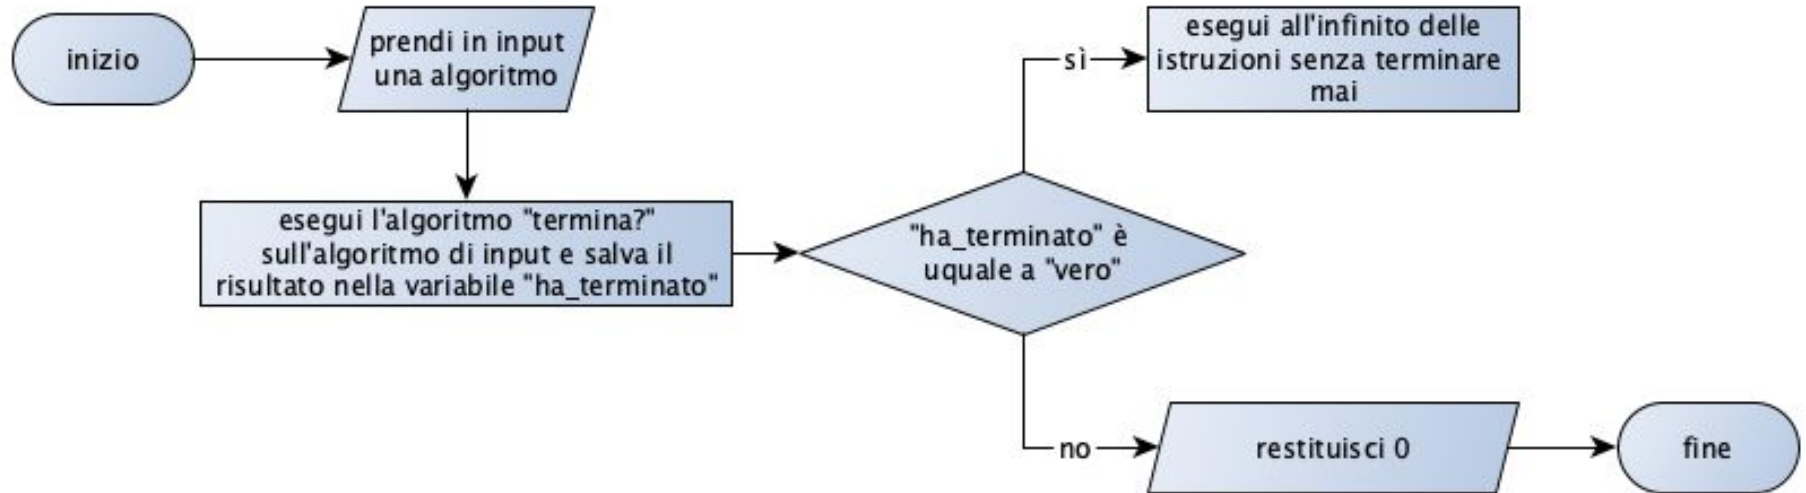 inizio
prendi in input
una algoritmo
esegui l'algoritmo "termina?"
sull'algoritmo di input e salva il
risultato nella variabile "ha_terminato"
"ha_terminato" è
uquale a "vero"
sì
esegui all'infinito delle
istruzioni senza terminare
mai
no
restituisci 0
fine